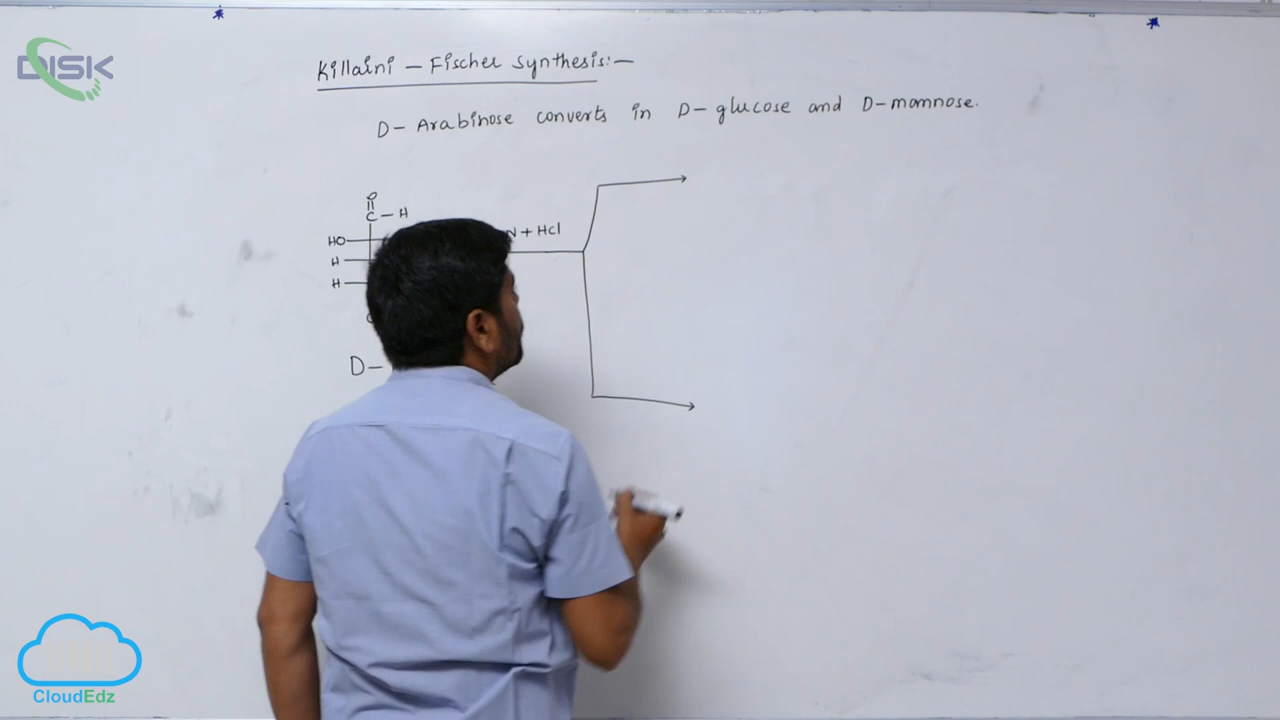 DISK
Killaini – Fischer synthesis:–
D- Arabinose converts in D- glucose and D-mannose.
O
C – H
HO
N + HCl
H
H
D–
CloudEdz